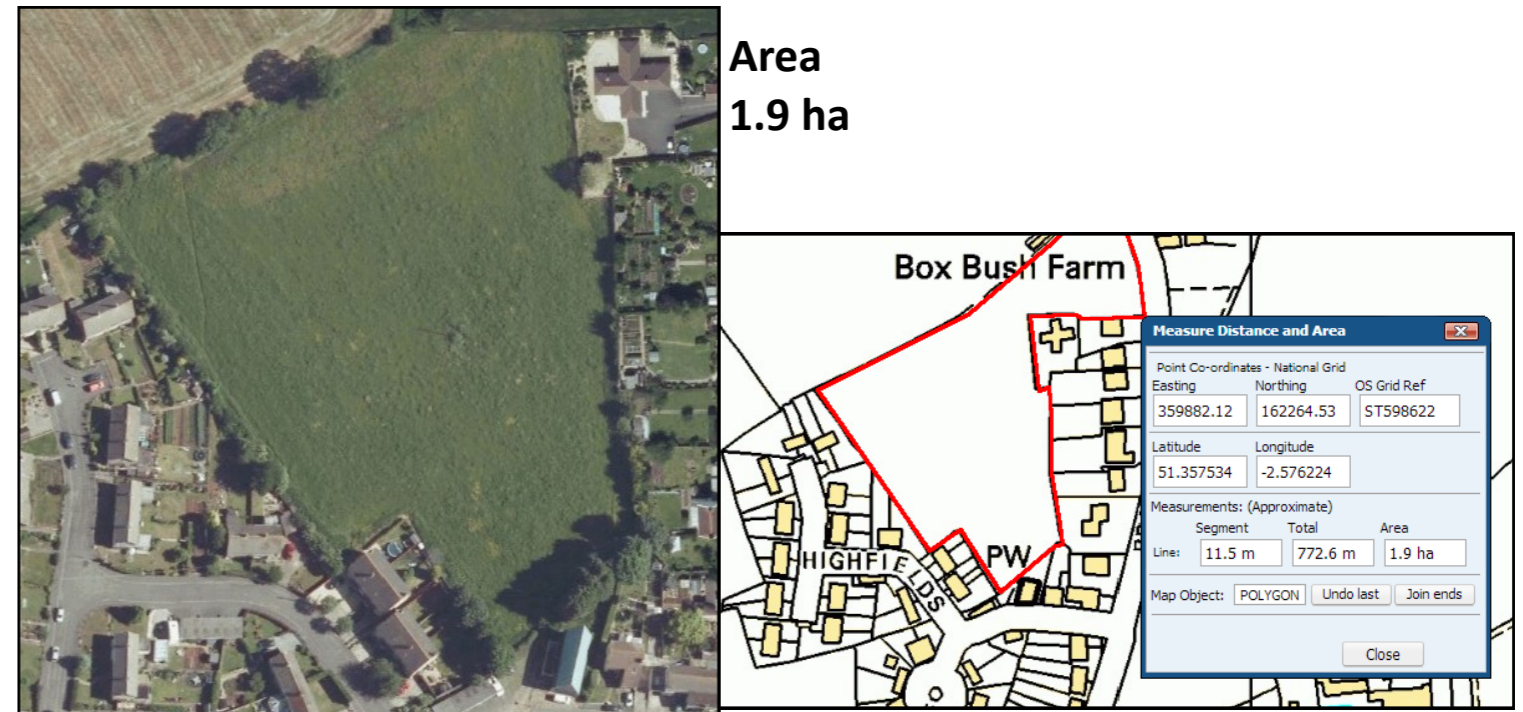 Area
1.9 ha
Box Bush Farm
HIGHFIELDS
PW
Measure Distance and Area
Point Co-ordinates - National Grid
Easting Northing OS Grid Ref
359882.12 162264.53 ST598622
Latitude Longitude
51.357534 -2.576224
Measurements: (Approximate)
Segment Total Area
Line: 11.5 m 772.6 m 1.9 ha
Map Object: POLYGON Undo last Join ends
Close